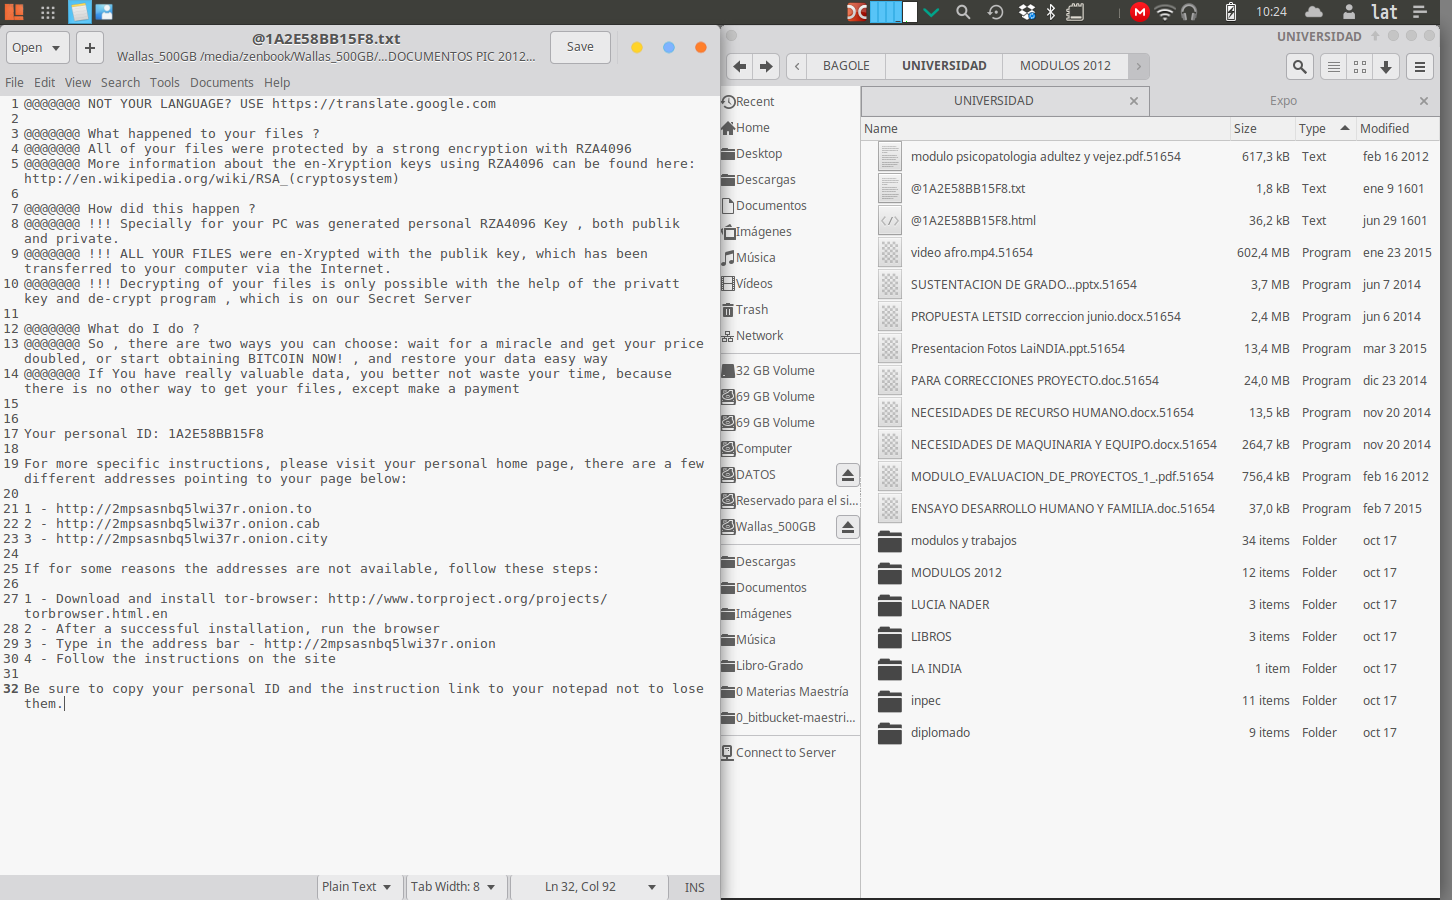 10:24
lat
Open
@1A2E58BB15F8.txt
Wallas_500GB /media/zenbook/Wallas_500GB/...DOCUMENTOS PIC 2012...
Save
File Edit View Search Tools Documents Help
1 @@@@@@@ NOT YOUR LANGUAGE? USE https://translate.google.com
2
3 @@@@@@@ What happened to your files ?
4 @@@@@@@ All of your files were protected by a strong encryption with RZA4096
5 @@@@@@@ More information about the en-Xryption keys using RZA4096 can be found here:
http://en.wikipedia.org/wiki/RSA_(cryptosystem)
6
7 @@@@@@@ How did this happen ?
8 @@@@@@@ !!! Specially for your PC was generated personal RZA4096 Key , both publik
and private.
9 @@@@@@@ !!! ALL YOUR FILES were en-Xrypted with the publik key, which has been
transferred to your computer via the Internet.
10 @@@@@@@ !!! Decrypting of your files is only possible with the help of the privatt
key and de-crypt program , which is on our Secret Server
11
12 @@@@@@@ What do I do ?
13 @@@@@@@ So , there are two ways you can choose: wait for a miracle and get your price
doubled, or start obtaining BITCOIN NOW! , and restore your data easy way
14 @@@@@@@ If You have really valuable data, you better not waste your time, because
there is no other way to get your files, except make a payment
15
16
17 Your personal ID: 1A2E58BB15F8
18
19 For more specific instructions, please visit your personal home page, there are a few
different addresses pointing to your page below:
20
21 1 - http://2mpsasnbq5lwi37r.onion.to
22 2 - http://2mpsasnbq5lwi37r.onion.cab
23 3 - http://2mpsasnbq5lwi37r.onion.city
24
25 If for some reasons the addresses are not available, follow these steps:
26
27 1 - Download and install tor-browser: http://www.torproject.org/projects/
torbrowser.html.en
28 2 - After a successful installation, run the browser
29 3 - Type in the address bar - http://2mpsasnbq5lwi37r.onion
30 4 - Follow the instructions on the site
31
32 Be sure to copy your personal ID and the instruction link to your notepad not to lose
them.
Plain Text Tab Width: 8 Ln 32, Col 92 INS
UNIVERSIDAD
BAGOLE UNIVERSIDAD MODULOS 2012
Recent
Home
Desktop
Descargas
Documentos
Imágenes
Música
Vídeos
Trash
Network
32 GB Volume
69 GB Volume
69 GB Volume
Computer
DATOS
Reservado para el si...
Wallas_500GB
Descargas
Documentos
Imágenes
Música
Libro-Grado
0 Materias Maestría
0_bitbucket-maestri...
Connect to Server
UNIVERSIDAD Expo
Name Size Type Modified
modulo psicopatologia adultez y vejez.pdf.51654 617,3 kB Text feb 16 2012
@1A2E58BB15F8.txt 1,8 kB Text ene 9 1601
@1A2E58BB15F8.html 36,2 kB Text jun 29 1601
video afro.mp4.51654 602,4 MB Program ene 23 2015
SUSTENTACION DE GRADO...pptx.51654 3,7 MB Program jun 7 2014
PROPUESTA LETSID correccion junio.docx.51654 2,4 MB Program jun 6 2014
Presentacion Fotos LaiNDIA.ppt.51654 13,4 MB Program mar 3 2015
PARA CORRECCIONES PROYECTO.doc.51654 24,0 MB Program dic 23 2014
NECESIDADES DE RECURSO HUMANO.docx.51654 13,5 kB Program nov 20 2014
NECESIDADES DE MAQUINARIA Y EQUIPO.docx.51654 264,7 kB Program nov 20 2014
MODULO_EVALUACION_DE_PROYECTOS_1_.pdf.51654 756,4 kB Program feb 16 2012
ENSAYO DESARROLLO HUMANO Y FAMILIA.doc.51654 37,0 kB Program feb 7 2015
modulos y trabajos 34 items Folder oct 17
MODULOS 2012 12 items Folder oct 17
LUCIA NADER 3 items Folder oct 17
LIBROS 3 items Folder oct 17
LA INDIA 1 item Folder oct 17
inpec 11 items Folder oct 17
diplomado 9 items Folder oct 17